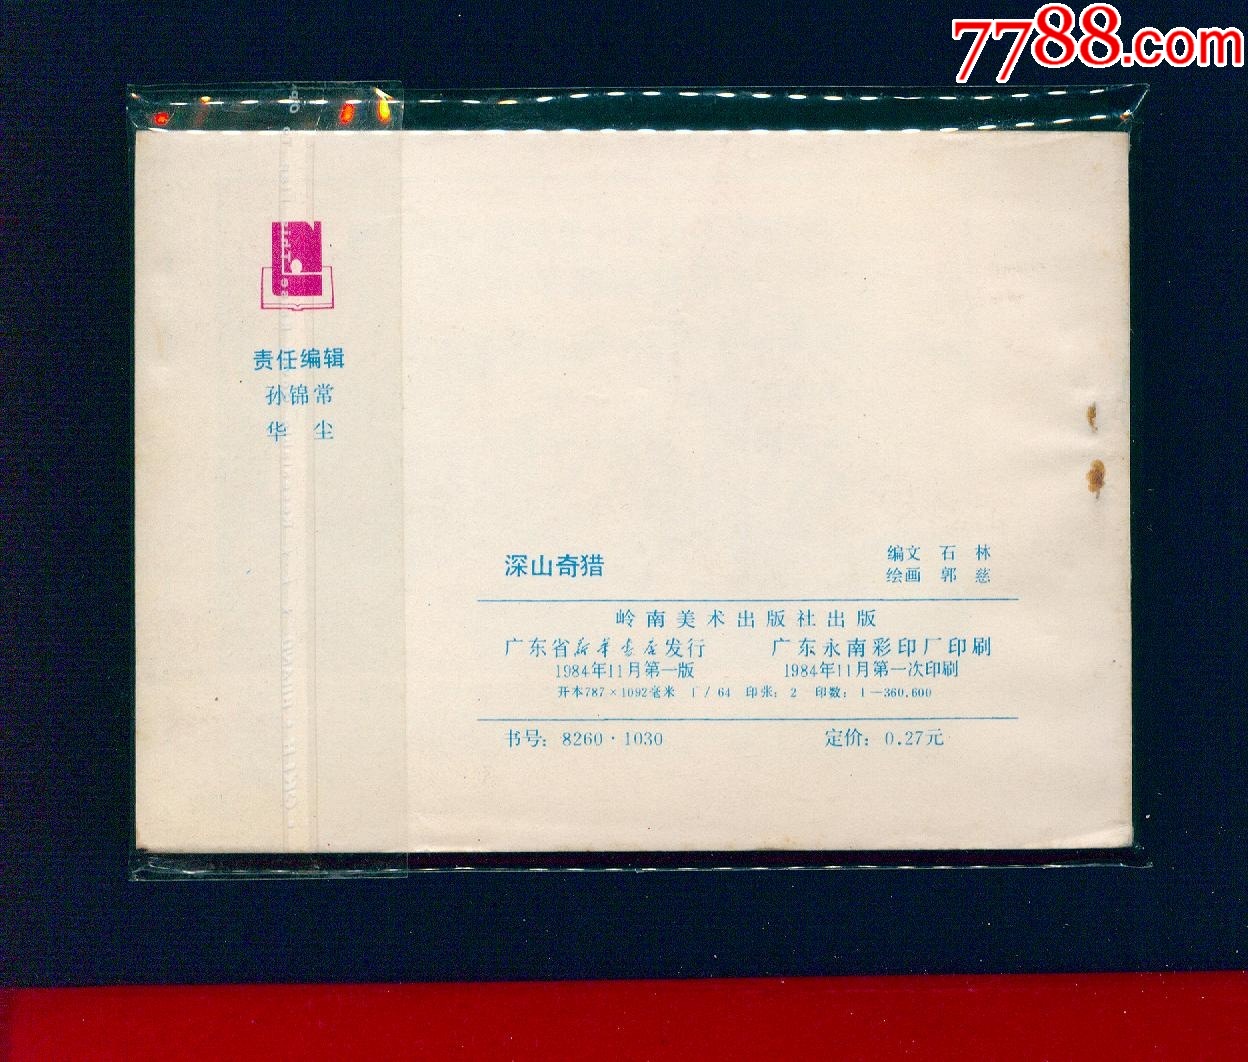 7788.com
责任编辑
孙锦常
华 尘
深山奇猎
编文 石 林
绘画 郭 慈
岭南美术出版社出版
广东省新华书店发行 广东永南彩印厂印刷
1984年11月第一版 1984年11月第一次印刷
开本787×1092毫米 1/64 印张:2 印数:1—360,600
书号:8260·1030 定价:0.27元